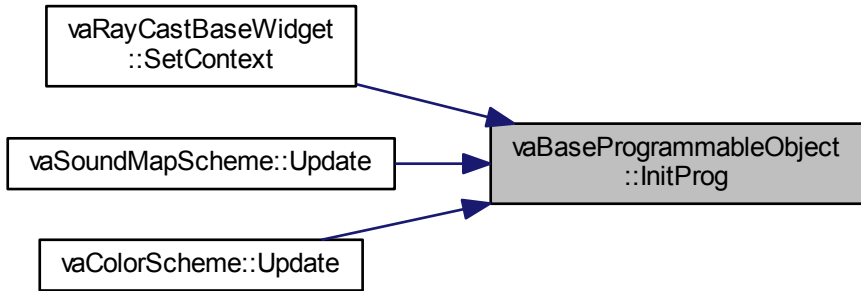 vaRayCastBaseWidget
::SetContext
vaSoundMapScheme::Update
vaColorScheme::Update
vaBaseProgrammableObject
::InitProg